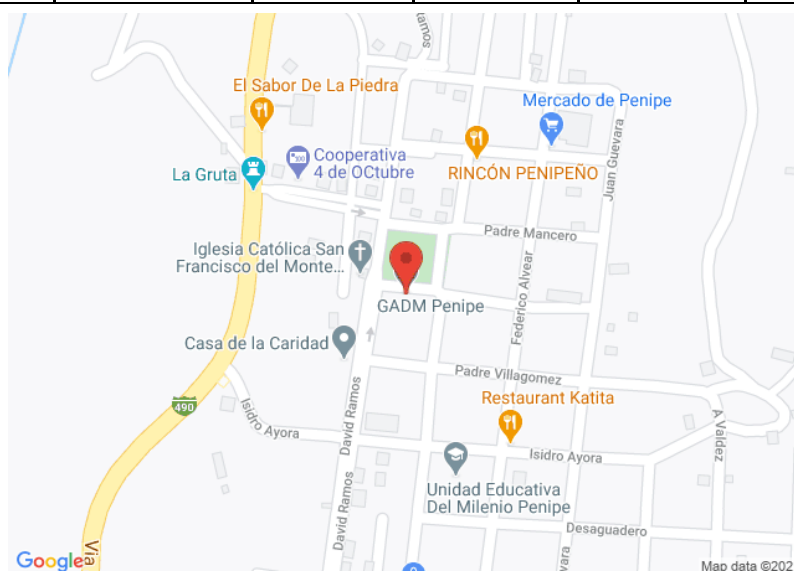 amos
El Sabor De La Piedra
Mercado de Penipe
Cooperativa
4 de OCtubre
RINCÓN PENIPEÑO
La Gruta
Juan Guevara
Padre Mancero
Iglesia Católica San
Francisco del Monte...
GADM Penipe
Federico Alvear
Casa de la Caridad
Padre Villagomez
Restaurant Katita
490
Isidro Ayora
David Ramos
A Valdez
Isidro Ayora
Unidad Educativa
Del Milenio Penipe
David Ramos
Desaguadero
vara
Google
Via
Map data ©202